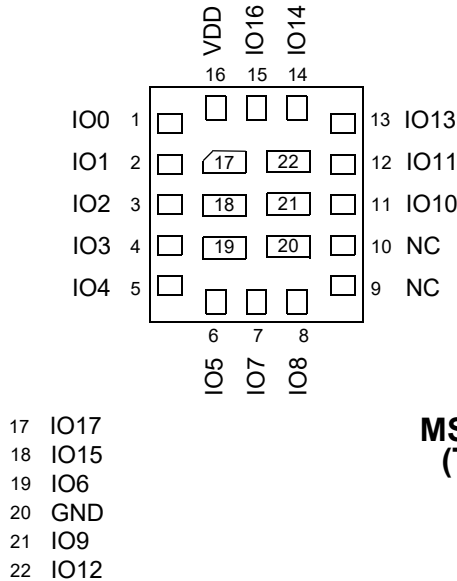 VDD IO16 IO14
16 15 14
IO0 1 13 IO13
IO1 2 17 22 12 IO11
IO2 3 18 21 11 IO10
IO3 4 19 20 10 NC
IO4 5 9 NC
6 7 8
IO5 IO7 IO8
17 IO17
18 IO15
19 IO6
20 GND
21 IO9
22 IO12